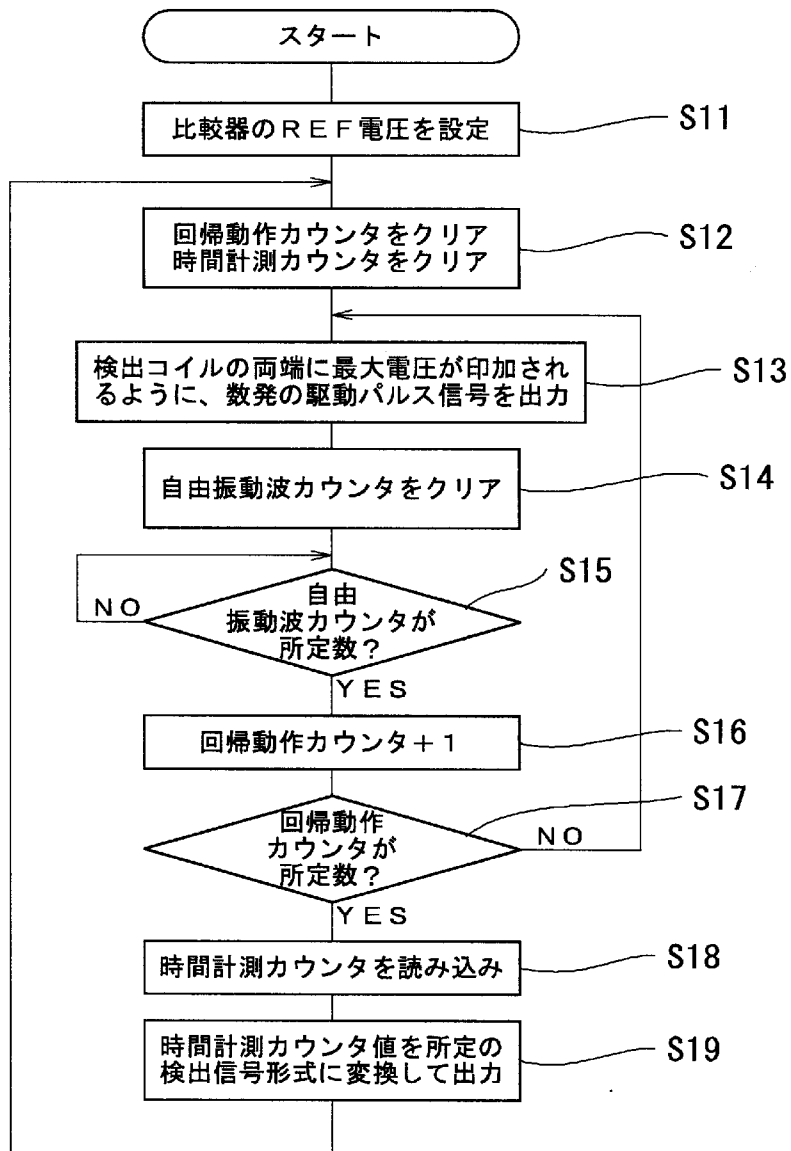 スタート
比較器のＲＥＦ電圧を設定
S11
回帰動作カウンタをクリア
時間計測カウンタをクリア
S12
検出コイルの両端に最大電圧が印加され
るように、数発の駆動パルス信号を出力
S13
自由振動波カウンタをクリア
S14
自由
振動波カウンタが
所定数？
S15
ＮＯ
ＹＥＳ
回帰動作カウンタ＋１
S16
回帰動作
カウンタが
所定数？
S17
ＮＯ
ＹＥＳ
時間計測カウンタを読み込み
S18
時間計測カウンタ値を所定の
検出信号形式に変換して出力
S19